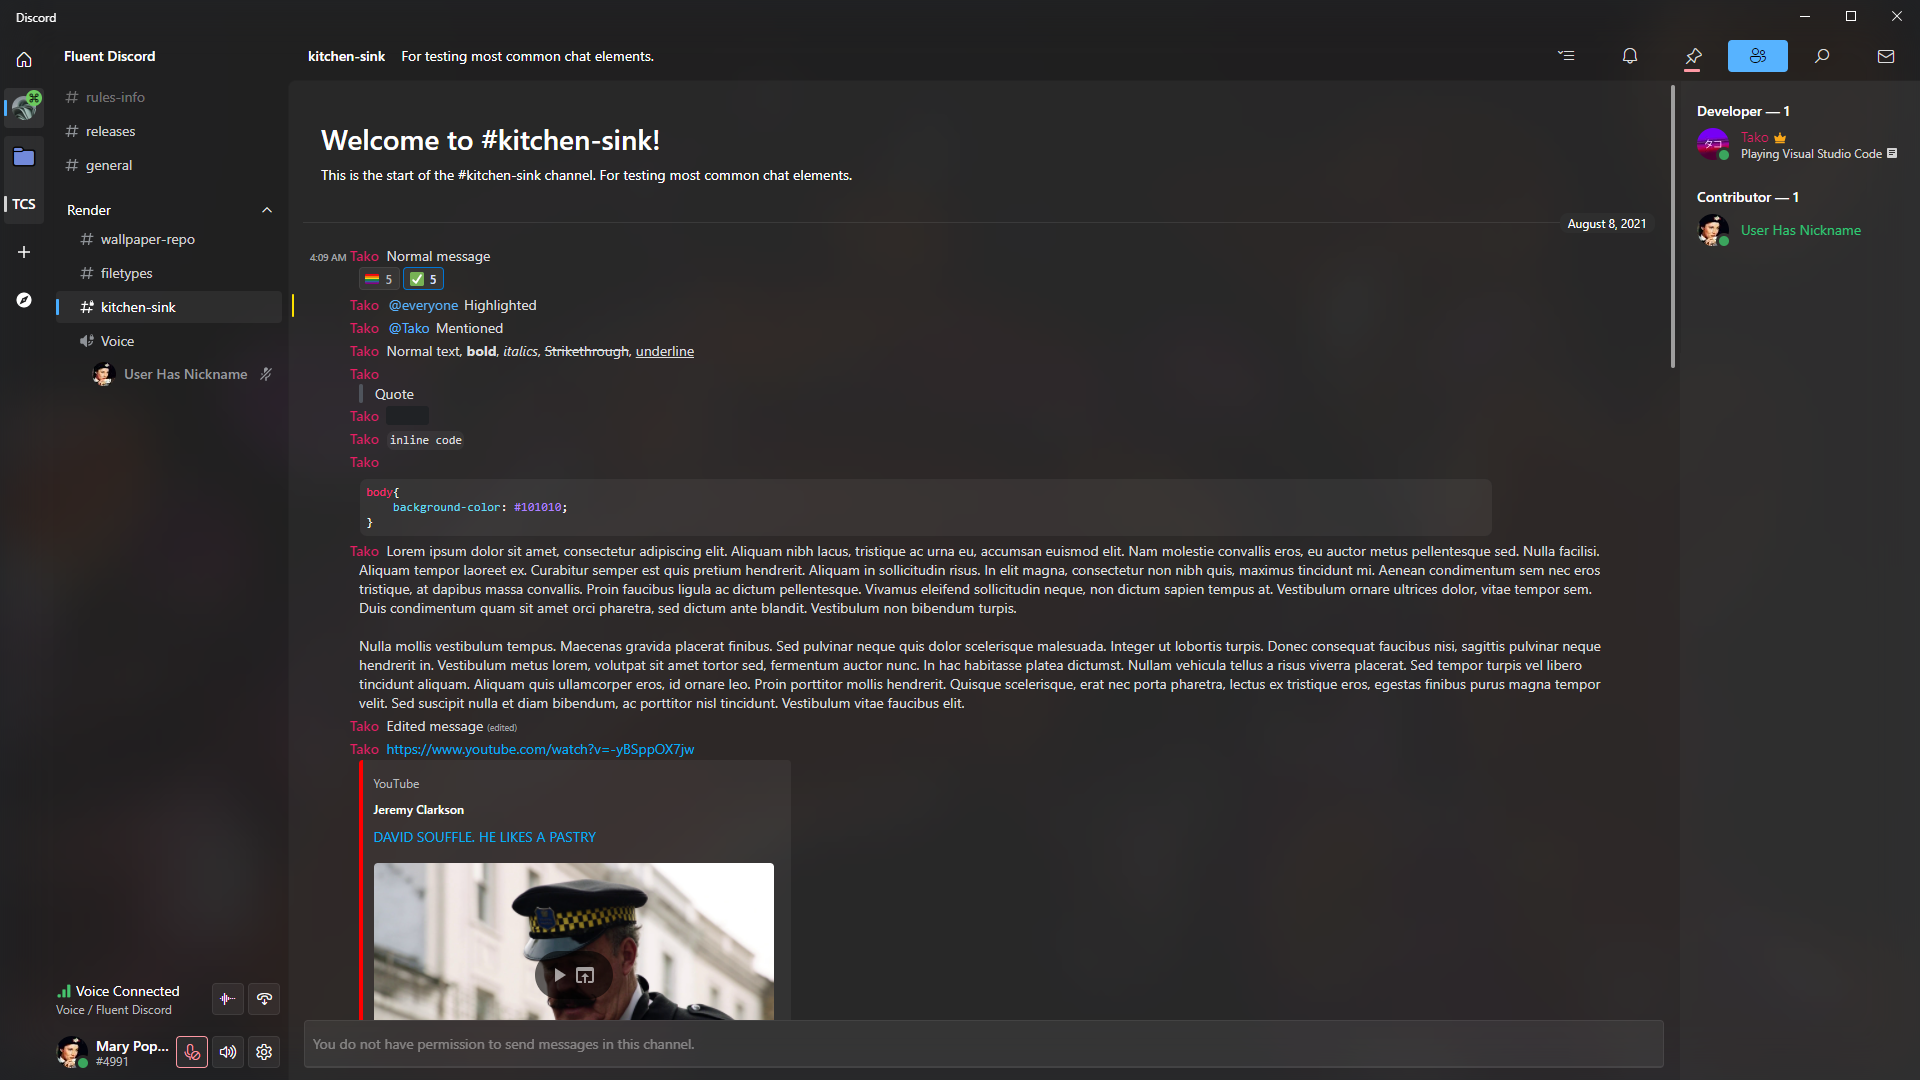 Discord
Fluent Discord
kitchen-sink For testing most common chat elements.
# rules-info
# releases
# general
TCS
Render
# wallpaper-repo
# filetypes
kitchen-sink
Voice
User Has Nickname
Welcome to #kitchen-sink!
This is the start of the #kitchen-sink channel. For testing most common chat elements.
August 8, 2021
4:09 AM Tako Normal message
5 5
Tako @everyone Highlighted
Tako @Tako Mentioned
Tako Normal text, bold, italics, Strikethrough, underline
Tako
Quote
Tako
Tako inline code
Tako
body{
background-color: #101010;
}
Tako Lorem ipsum dolor sit amet, consectetur adipiscing elit. Aliquam nibh lacus, tristique ac urna eu, accumsan euismod elit. Nam molestie convallis eros, eu auctor metus pellentesque sed. Nulla facilisi.
Aliquam tempor laoreet ex. Curabitur semper est quis pretium hendrerit. Aliquam in sollicitudin risus. In elit magna, consectetur non nibh quis, maximus tincidunt mi. Aenean condimentum sem nec eros
tristique, at dapibus massa convallis. Proin faucibus ligula ac dictum pellentesque. Vivamus eleifend sollicitudin neque, non dictum sapien tempus at. Vestibulum ornare ultrices dolor, vitae tempor sem.
Duis condimentum quam sit amet orci pharetra, sed dictum ante blandit. Vestibulum non bibendum turpis.
Nulla mollis vestibulum tempus. Maecenas gravida placerat finibus. Sed pulvinar neque quis dolor scelerisque malesuada. Integer ut lobortis turpis. Donec consequat faucibus nisi, sagittis pulvinar neque
hendrerit in. Vestibulum metus lorem, volutpat sit amet tortor sed, fermentum auctor nunc. In hac habitasse platea dictumst. Nullam vehicula tellus a risus viverra placerat. Sed tempor turpis vel libero
tincidunt aliquam. Aliquam quis ullamcorper eros, id ornare leo. Proin porttitor mollis hendrerit. Quisque scelerisque, erat nec porta pharetra, lectus ex tristique eros, egestas finibus purus magna tempor
velit. Sed suscipit nulla et diam bibendum, ac porttitor nisl tincidunt. Vestibulum vitae faucibus elit.
Tako Edited message (edited)
Tako https://www.youtube.com/watch?v=-yBSppOX7jw
YouTube
Jeremy Clarkson
DAVID SOUFFLE. HE LIKES A PASTRY
You do not have permission to send messages in this channel.
Developer — 1
タコ
Tako
Playing Visual Studio Code
Contributor — 1
User Has Nickname
Voice Connected
Voice / Fluent Discord
Mary Pop...
#4991